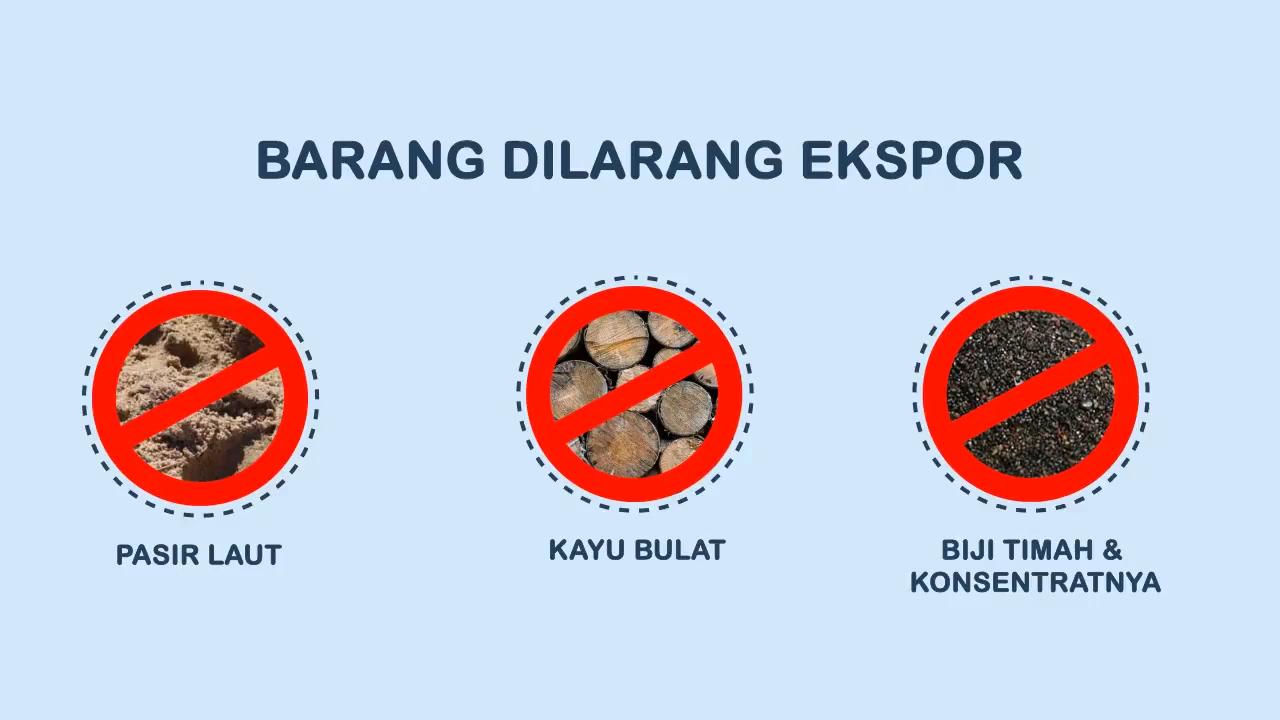 BARANG DILARANG EKSPOR
PASIR LAUT
KAYU BULAT
BIJI TIMAH &
KONSENTRATNYA